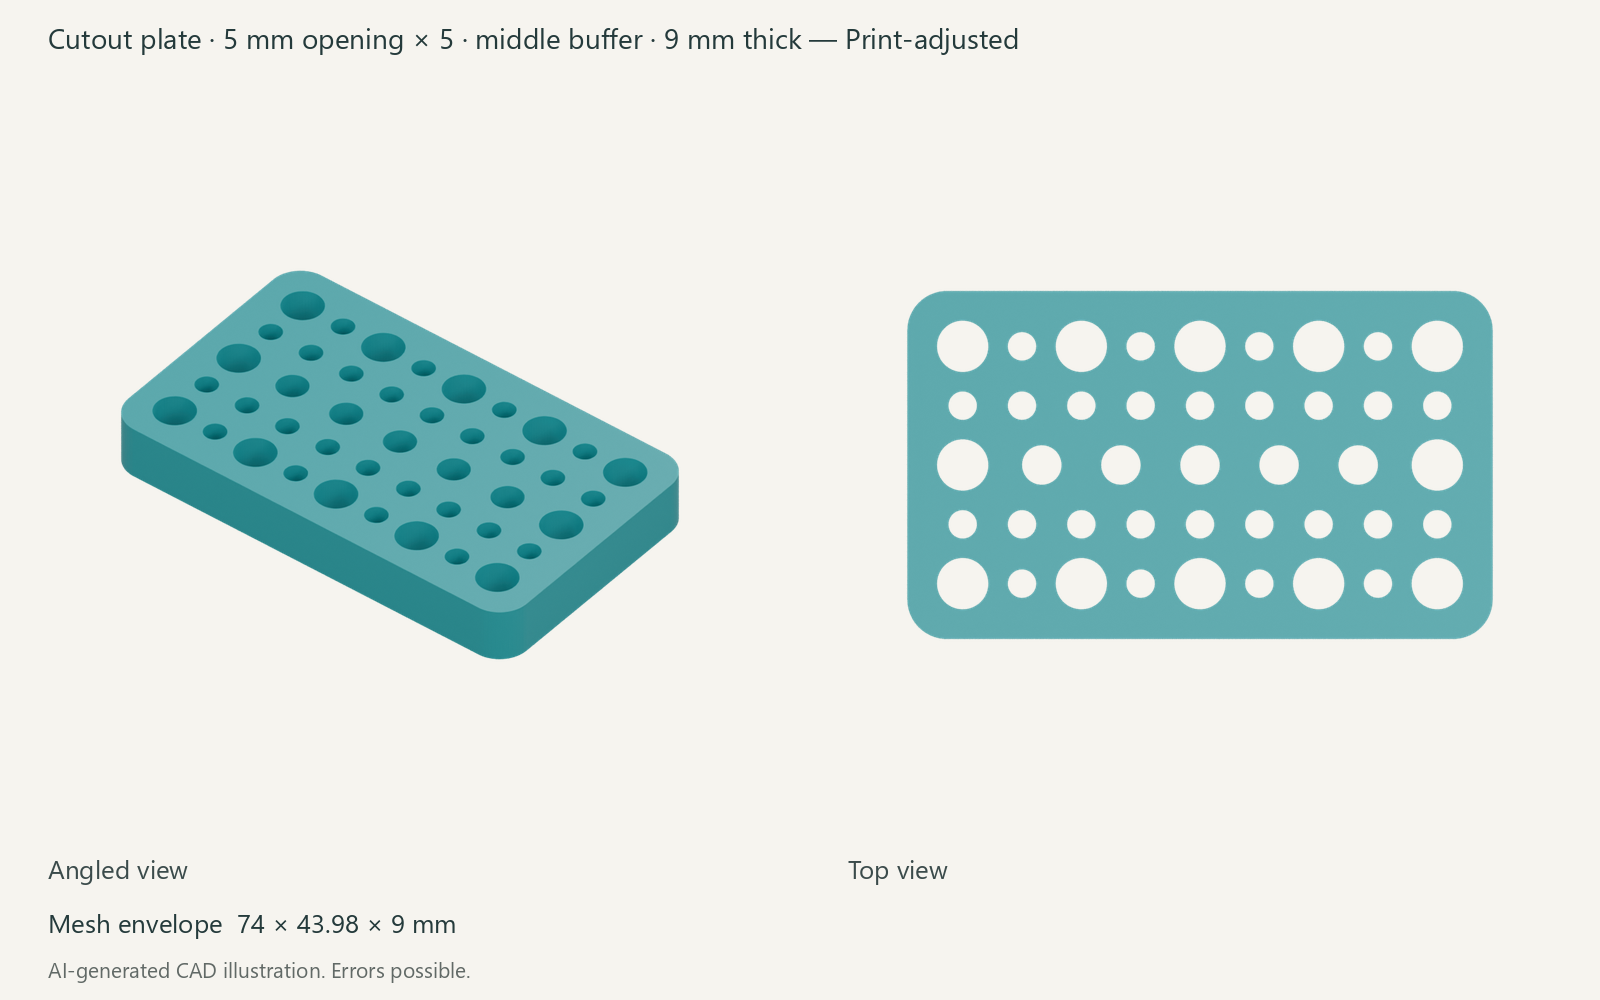 Cutout plate · 5 mm opening × 5 · middle buffer · 9 mm thick — Print-adjusted
Angled view
Top view
Mesh envelope 74 × 43.98 × 9 mm
AI-generated CAD illustration. Errors possible.